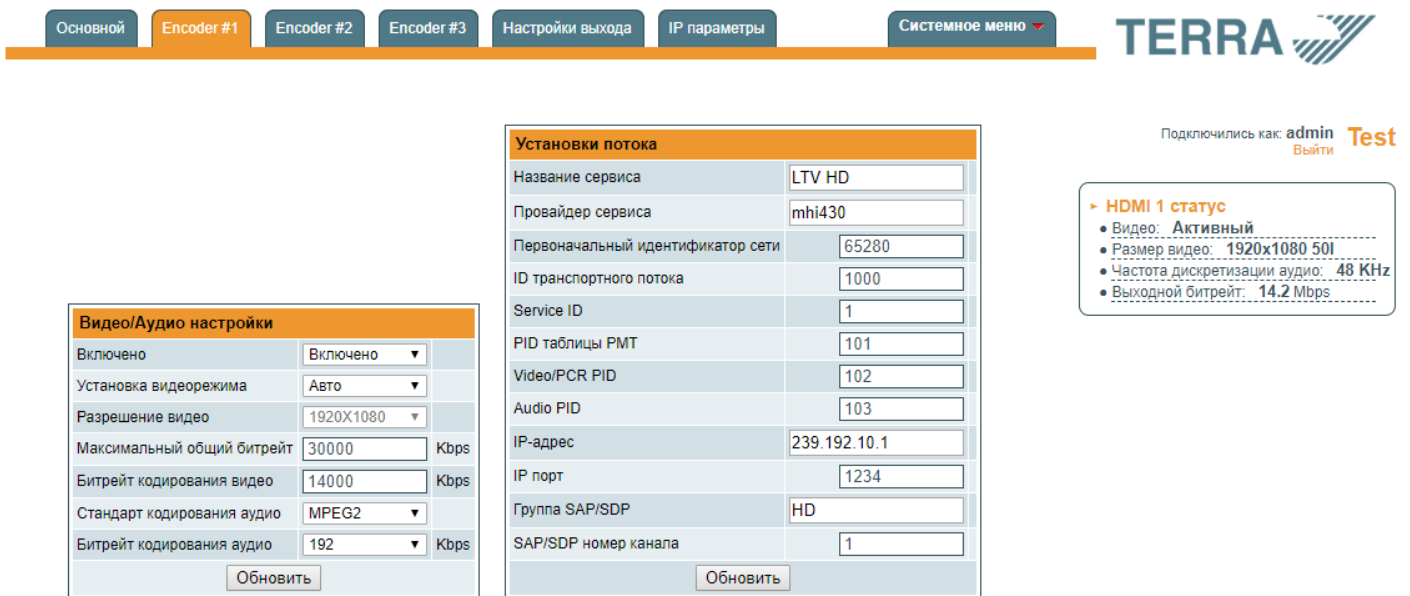 Основной Encoder #1 Encoder #2 Encoder #3 Настройки выхода IP параметры Системное меню TERRA
Подключились как: admin Test
Выйти
Видео/Аудио настройки
Включено Включено
Установка видеорежима Авто
Разрешение видео 1920X1080
Максимальный общий битрейт 30000 Kbps
Битрейт кодирования видео 14000 Kbps
Стандарт кодирования аудио MPEG2
Битрейт кодирования аудио 192 Kbps
Обновить
Установки потока
Название сервиса LTV HD
Провайдер сервиса mhi430
Первоначальный идентификатор сети 65280
ID транспортного потока 1000
Service ID 1
PID таблицы PMT 101
Video/PCR PID 102
Audio PID 103
IP-адрес 239.192.10.1
IP порт 1234
Группа SAP/SDP HD
SAP/SDP номер канала 1
Обновить
HDMI 1 статус
Видео: Активный
Размер видео: 1920x1080 50I
Частота дискретизации аудио: 48 KHz
Выходной битрейт: 14.2 Mbps